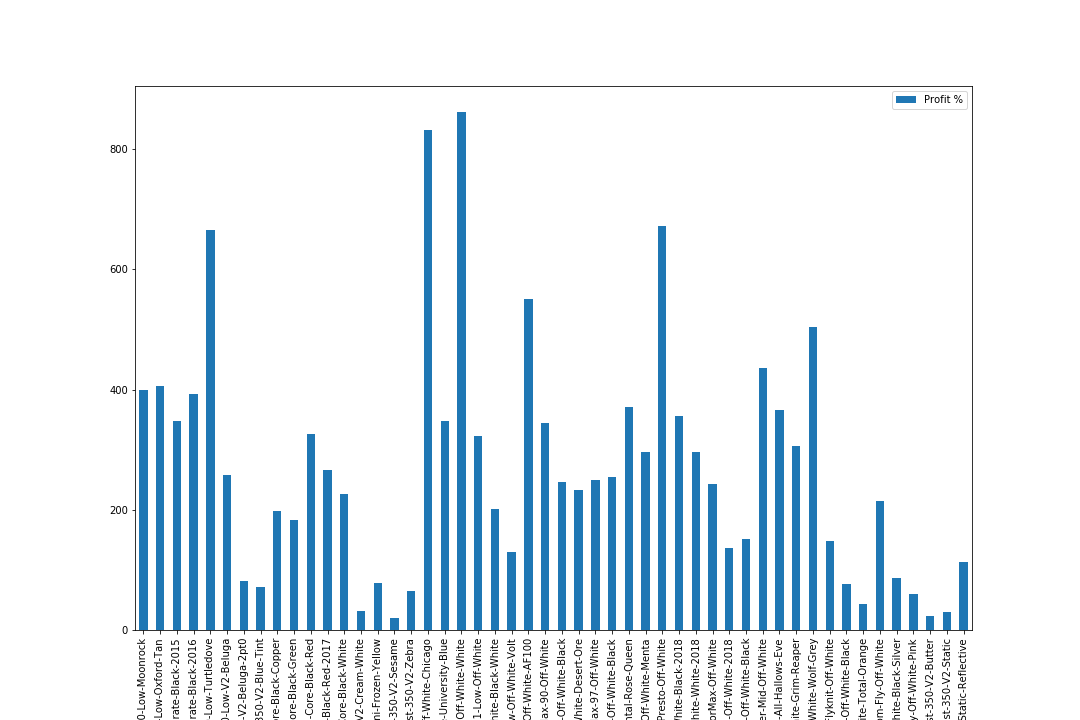 Profit %
800
600
400
200
0
0-Low-Moonrock
-Low-Oxford-Tan
rate-Black-2015
rate-Black-2016
-Low-Turtledove
0-Low-V2-Beluga
-V2-Beluga-2pt0
350-V2-Blue-Tint
ore-Black-Copper
ore-Black-Green
-Core-Black-Red
-Black-Red-2017
Core-Black-White
V2-Cream-White
ni-Frozen-Yellow
-350-V2-Sesame
st-350-V2-Zebra
f-White-Chicago
-University-Blue
Off-White-White
1-Low-Off-White
hite-Black-White
w-Off-White-Volt
Off-White-AF100
ax-90-Off-White
-Off-White-Black
White-Desert-Ore
ax-97-Off-White
-Off-White-Black
ntal-Rose-Queen
Off-White-Menta
Presto-Off-White
White-Black-2018
hite-White-2018
orMax-Off-White
-Off-White-2018
-Off-White-Black
er-Mid-Off-White
-All-Hallows-Eve
ite-Grim-Reaper
White-Wolf-Grey
Flyknit-Off-White
-Off-White-Black
ite-Total-Orange
m-Fly-Off-White
hite-Black-Silver
y-Off-White-Pink
st-350-V2-Butter
st-350-V2-Static
Static-Reflective